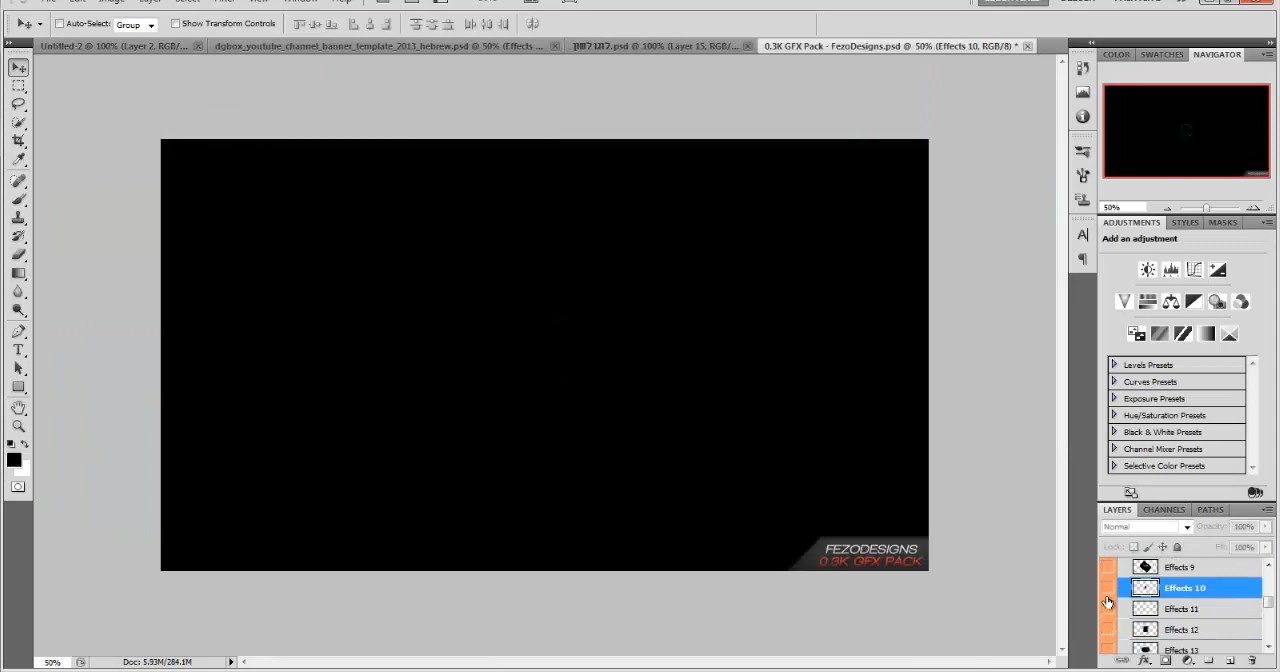 Auto-Select: Group Show Transform Controls
Untitled-2 @ 100% (Layer 2, RGB/... dgbox_youtube_channel_banner_template_2013_hebrew.psd @ 50% (Effects ... .psd @ 100% (Layer 15, RGB/... 0.3K GFX Pack - FezoDesigns.psd @ 50% (Effects 10, RGB/8) *
COLOR SWATCHES NAVIGATOR
50%
ADJUSTMENTS STYLES MASKS
Add an adjustment
Levels Presets
Curves Presets
Exposure Presets
Hue/Saturation Presets
Black & White Presets
Channel Mixer Presets
Selective Color Presets
LAYERS CHANNELS PATHS
Normal Opacity: 100%
Lock: Fill: 100%
Effects 9
Effects 10
Effects 11
Effects 12
Effects 13
FEZODESIGNS
0.3K GFX PACK
50% Doc: 5.93M/284.1M